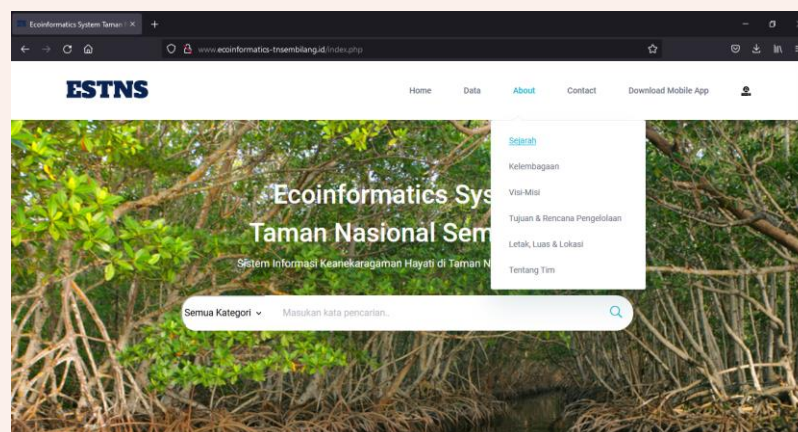 Ecoinformatics System Taman
www.ecoinformatics-tnsembilang.id/index.php
ESTNS
Home Data About Contact Download Mobile App
Sejarah
Kelembagaan
Visi-Misi
Tujuan & Rencana Pengelolaan
Letak, Luas & Lokasi
Tentang Tim
Ecoinformatics Sys
Taman Nasional Sem
Sistem Informasi Keanekaragaman Hayati di Taman N
Semua Kategori Masukan kata pencarian..